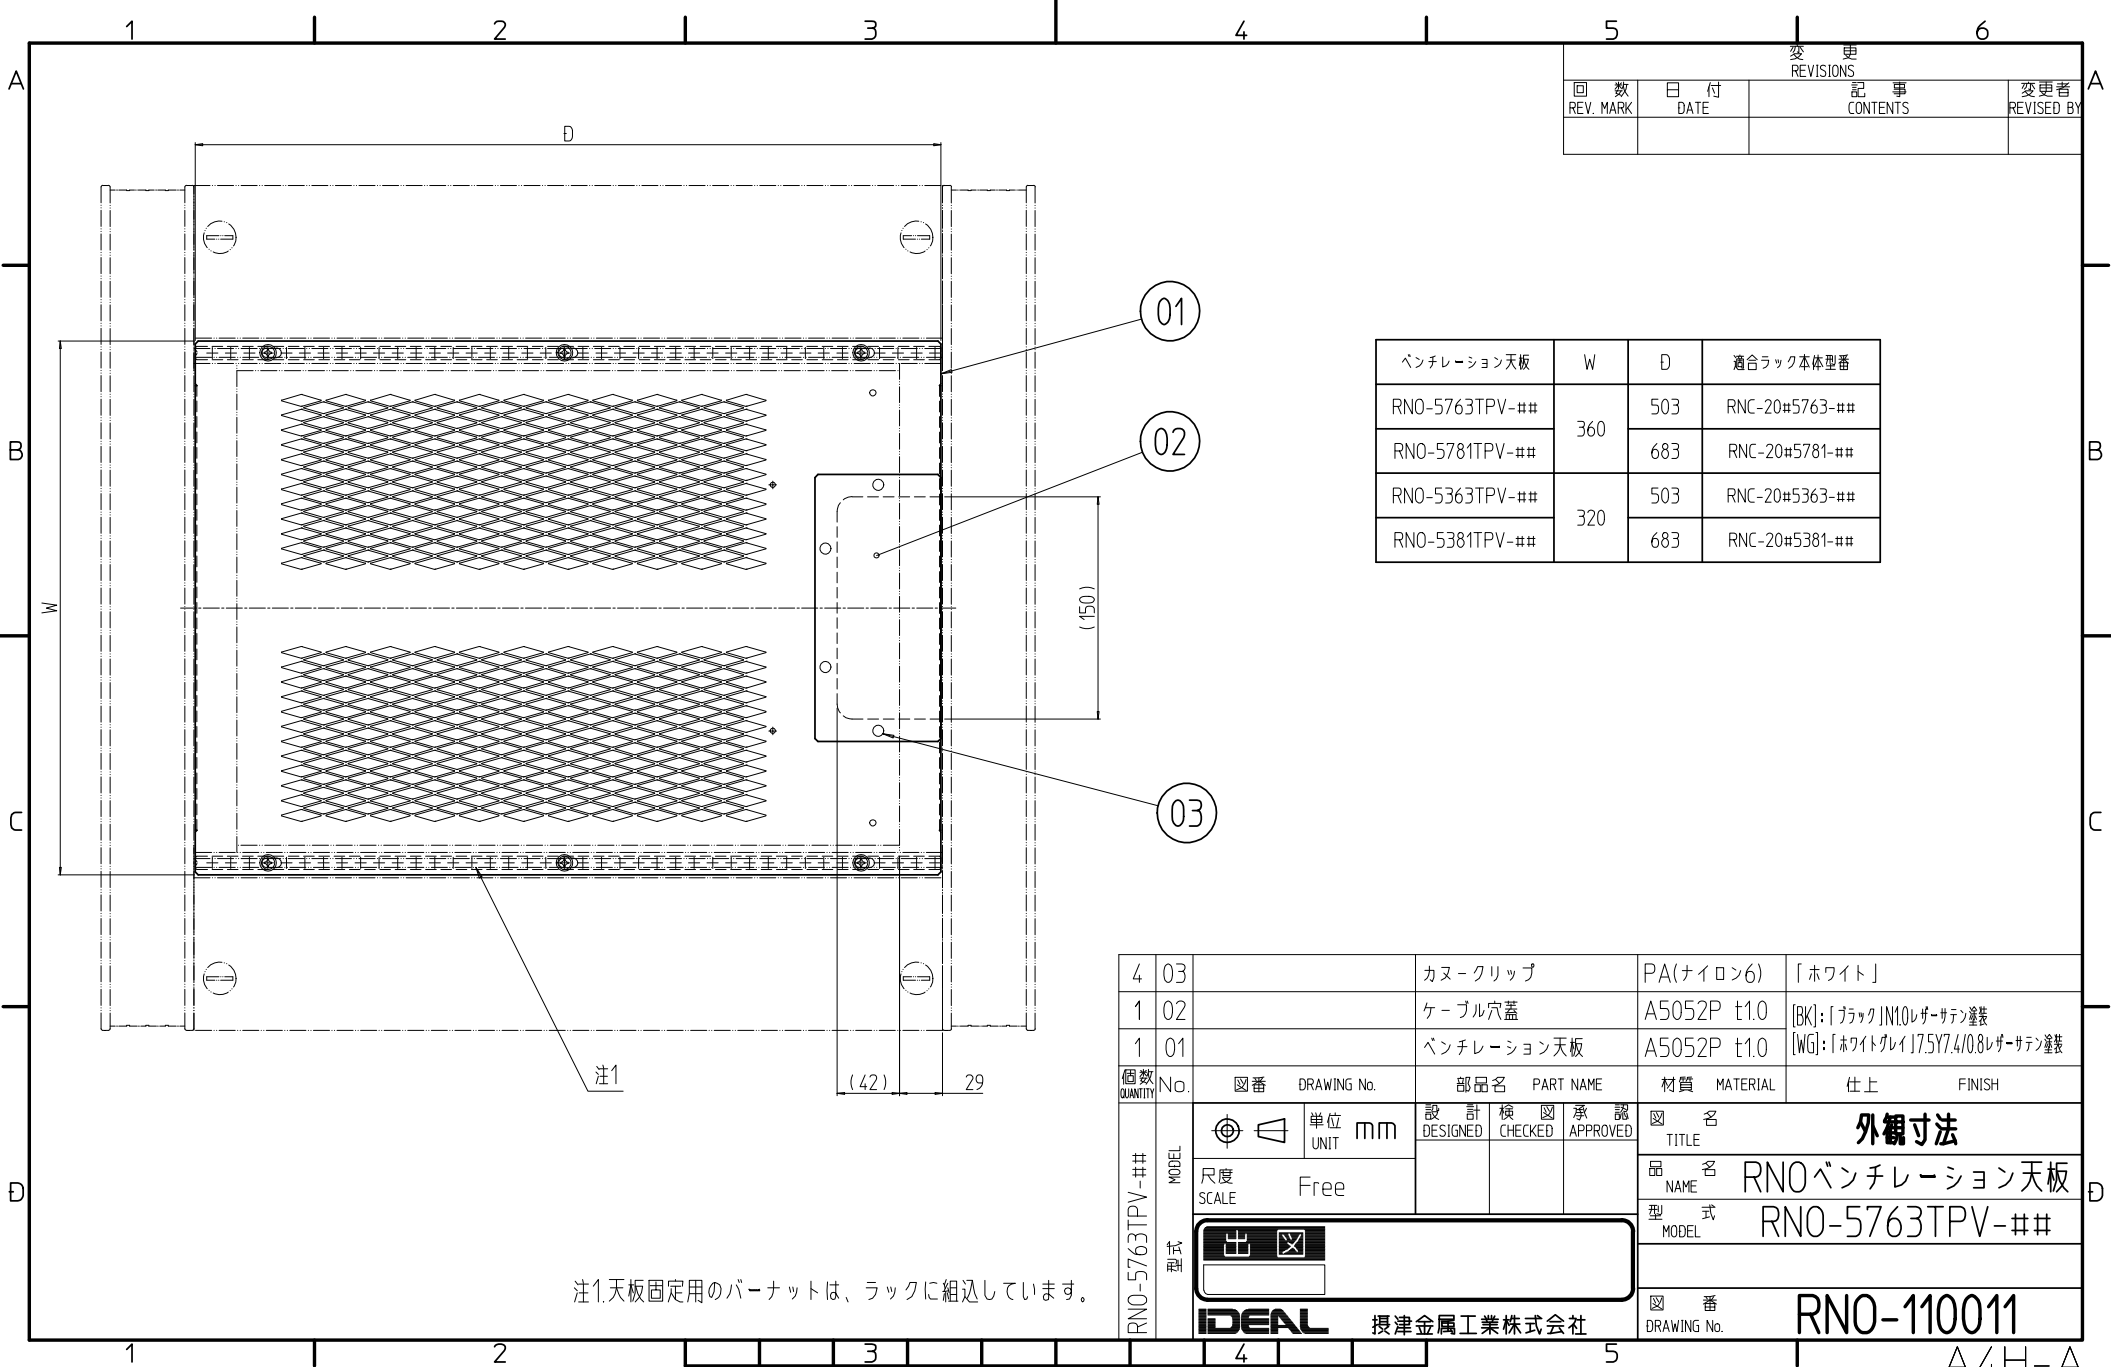 1 2 3 4 5 6
A A
変 更
REVISIONS
回 数 日 付 記 事 変更者
REV. MARK DATE CONTENTS REVISED BY
D
01
02
03
W
(150)
(42) 29
注1
B B
C C
D D
ベンチレーション天板 W D 適合ラック本体型番
RNO-5763TPV-## 360 503 RNC-20#5763-##
RNO-5781TPV-## 683 RNC-20#5781-##
RNO-5363TPV-## 320 503 RNC-20#5363-##
RNO-5381TPV-## 683 RNC-20#5381-##
4 03 カヌークリップ PA(ナイロン6) 「ホワイト」
1 02 ケーブル穴蓋 A5052P t1.0 [BK]:「ブラック」N1.0レザーサテン塗装
1 01 ベンチレーション天板 A5052P t1.0 [WG]:「ホワイトグレイ」7.5Y7.4/0.8レザーサテン塗装
個数 No. 図番 DRAWING No. 部品名 PART NAME 材質 MATERIAL 仕上 FINISH
QUANTITY
RNO-5763TPV-##
型式 MODEL
単位 mm
UNIT
設 計 検 図 承 認
DESIGNED CHECKED APPROVED
尺度 Free
SCALE
図 名 外観寸法
TITLE
品 名 RNOベンチレーション天板
NAME
型 式 RNO-5763TPV-##
MODEL
出 図
図 番 RNO-110011
DRAWING No.
IDEAL 摂津金属工業株式会社
注1.天板固定用のバーナットは、ラックに組込しています。
1 2 3 4 5
A4H-A